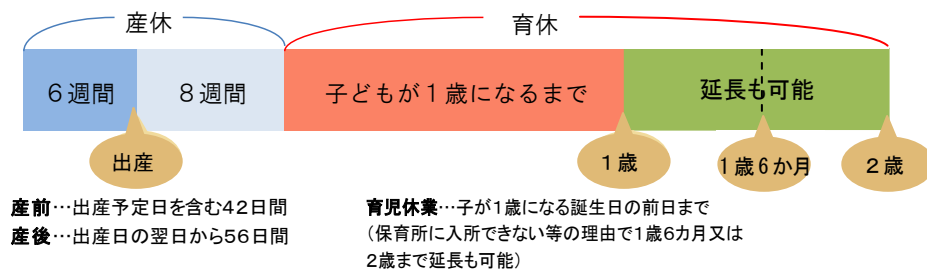 産休
育休
6週間
8週間
子どもが1歳になるまで
延長も可能
出産
1歳
1歳6か月
2歳
産前…出産予定日を含む42日間
産後…出産日の翌日から56日間
育児休業…子が1歳になる誕生日の前日まで
(保育所に入所できない等の理由で1歳6カ月又は
2歳まで延長も可能)